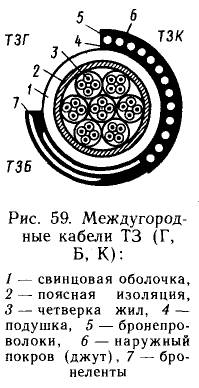 5
6
3
ТЗГ
4
ТЗК
2
1
7
ТЗБ
Рис. 59. Междугород-
ные кабели ТЗ (Г,
Б, К):
1 — свинцовая оболочка,
2 — поясная изоляция,
3 — четверка жил, 4 —
подушка, 5 — бронепро-
волоки, 6 — наружный
покров (джут), 7 — бро-
неленты